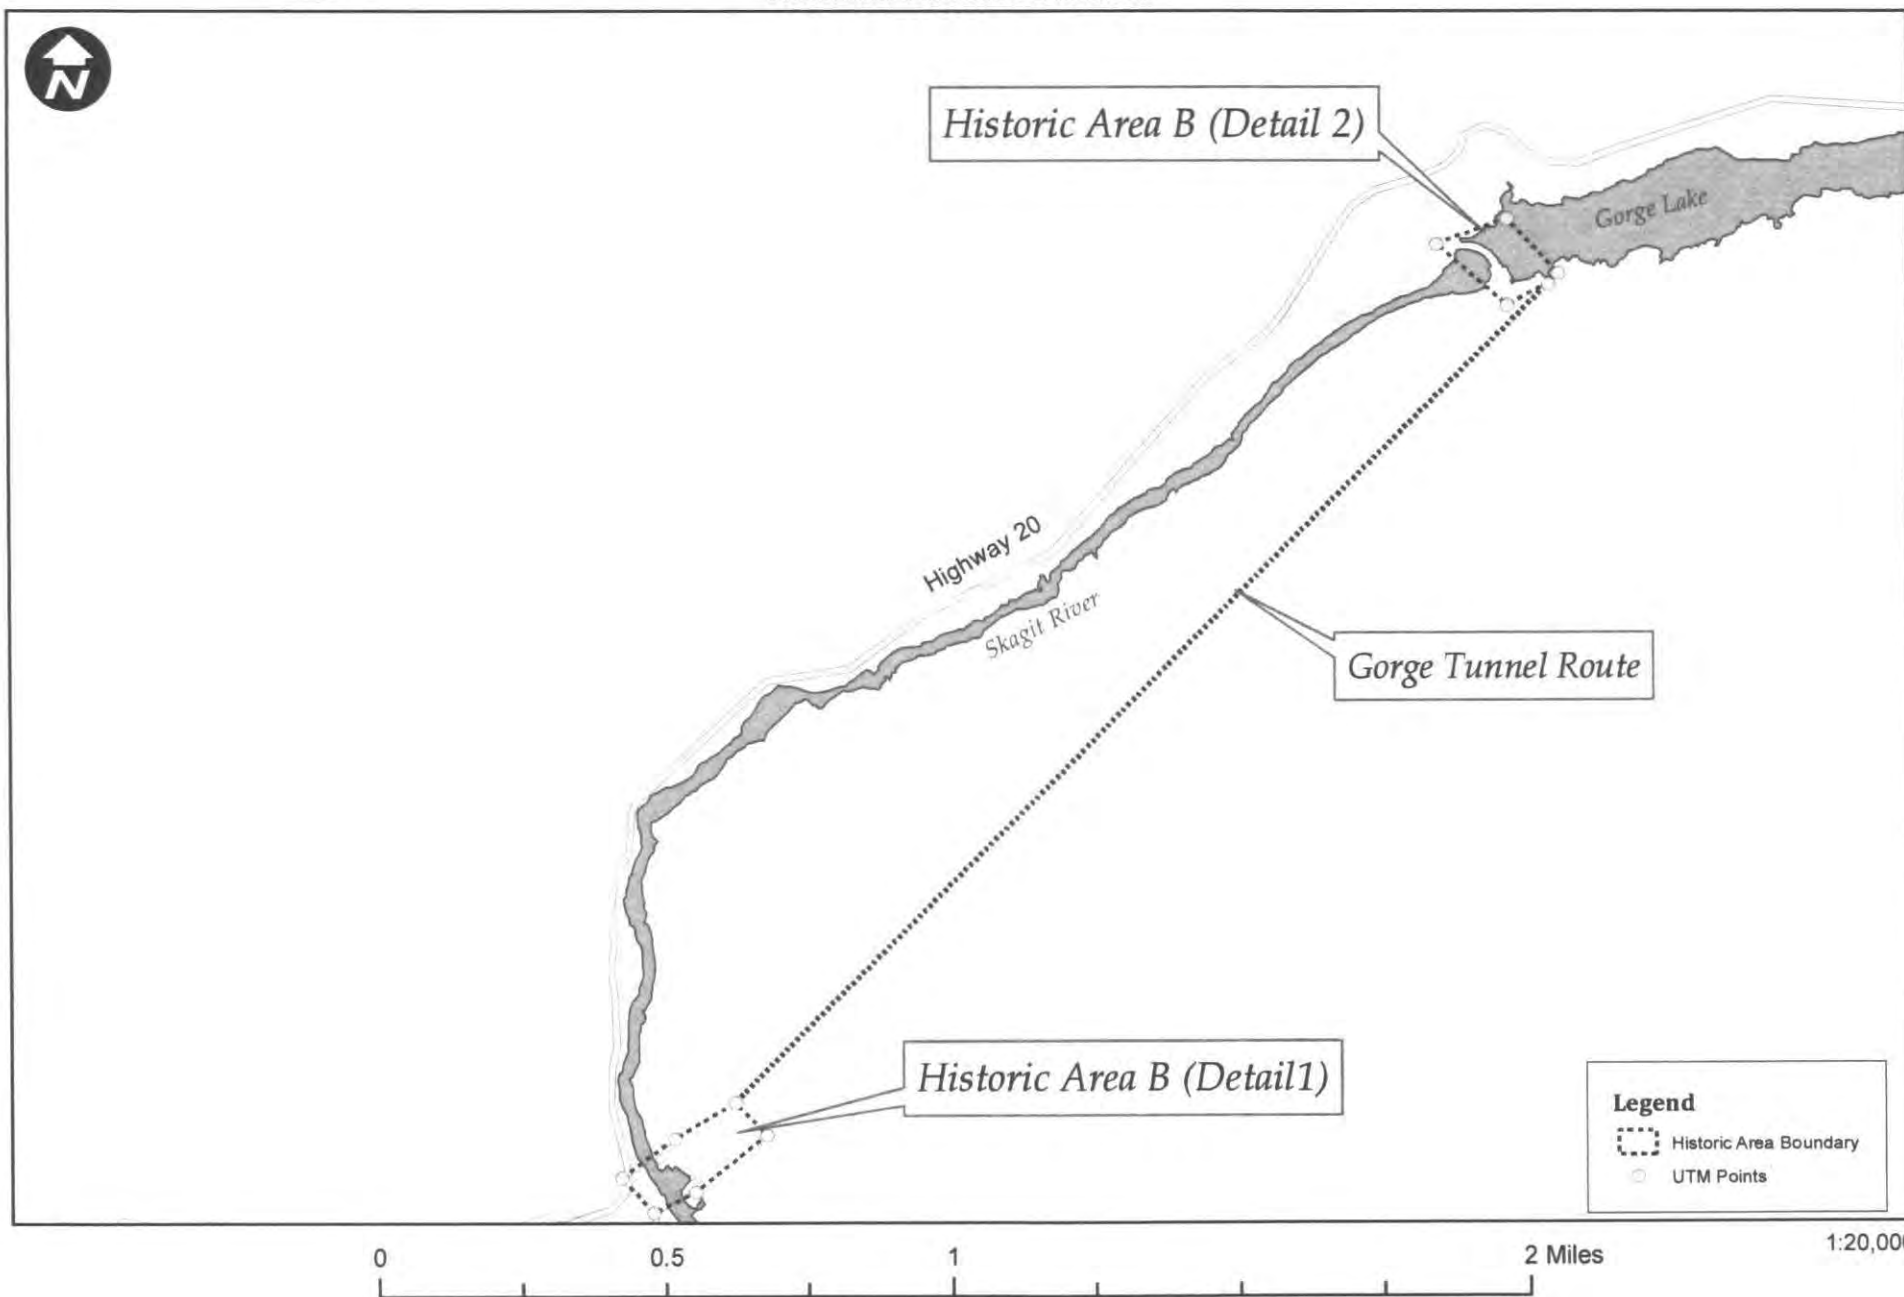 N
Historic Area B (Detail 2)
Gorge Lake
Highway 20
Skagit River
Gorge Tunnel Route
Historic Area B (Detail1)
Legend
Historic Area Boundary
UTM Points
0 0.5 1 2 Miles